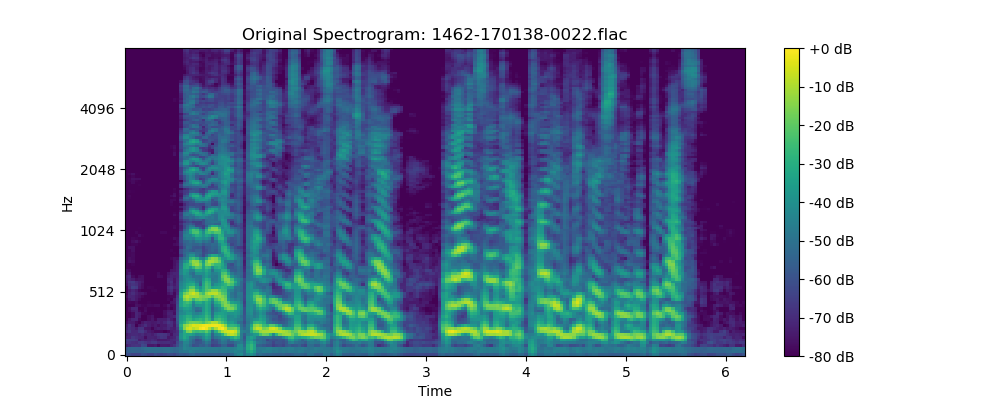 Original Spectrogram: 1462-170138-0022.flac
Hz
4096
2048
1024
512
0
0 1 2 3 4 5 6
Time
+0 dB
-10 dB
-20 dB
-30 dB
-40 dB
-50 dB
-60 dB
-70 dB
-80 dB